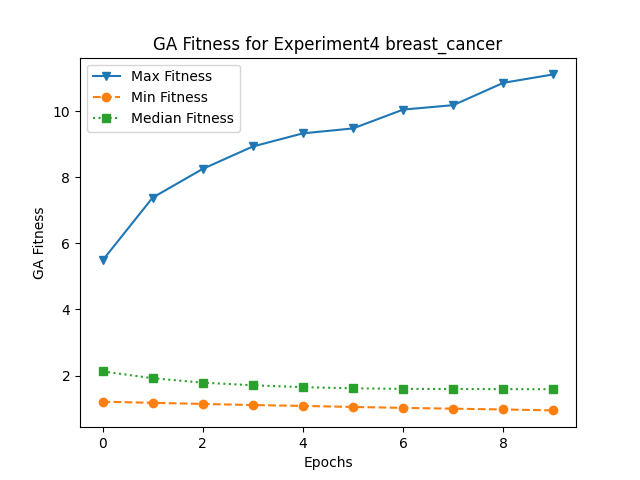 GA Fitness for Experiment4 breast_cancer
Max Fitness
Min Fitness
Median Fitness
GA Fitness
10
8
6
4
2
0 2 4 6 8
Epochs